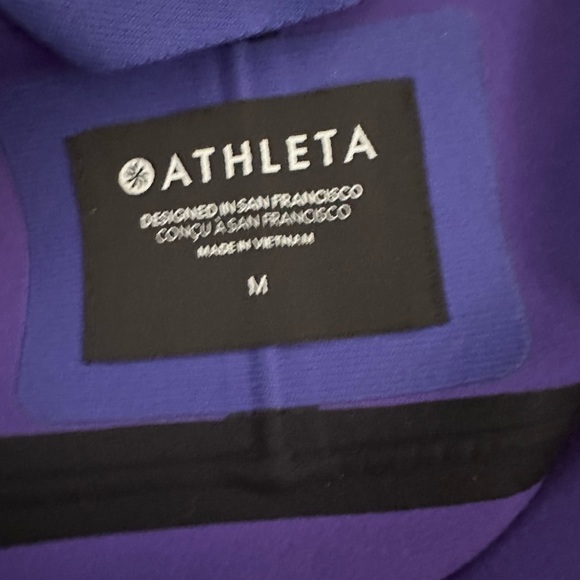 ATHLETA
DESIGNED IN SAN FRANCISCO
CONÇU À SAN FRANCISCO
MADE IN VIETNAM
M